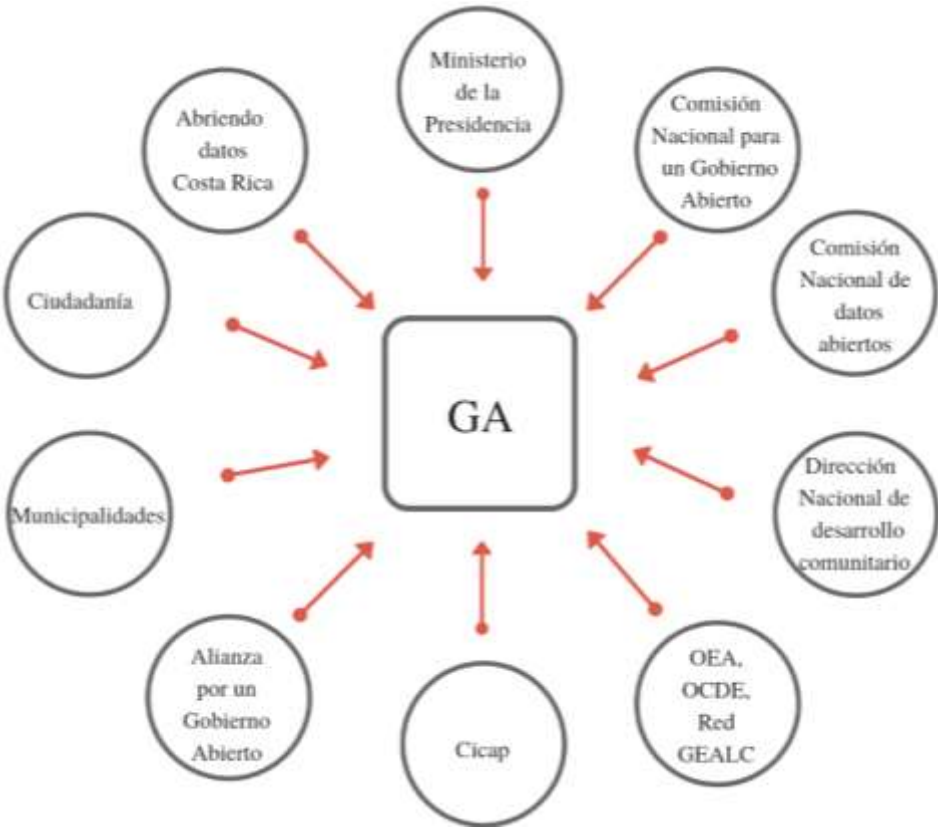 Ministerio
de la
Presidencia
Comisión
Nacional para
un Gobierno
Abierto
Comisión
Nacional de
datos
abiertos
Dirección
Nacional de
desarrollo
comunitario
OEA,
OCDE,
Red
GEALC
Cicap
Alianza
por un
Gobierno
Abierto
Municipalidades
Ciudadanía
Abriendo
datos
Costa Rica
GA